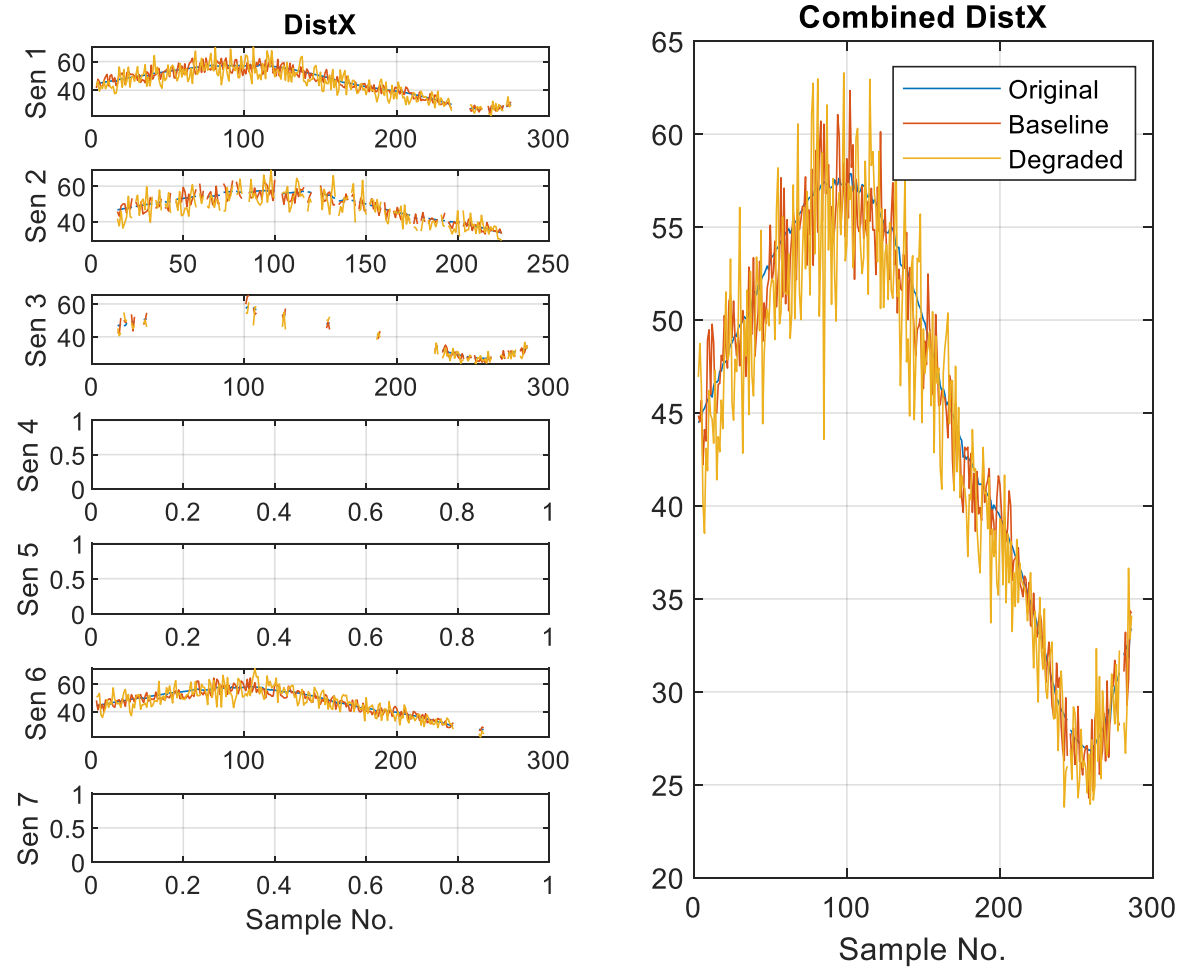 DistX
Sen 1
60
40
0 100 200 300
Sen 2
60
40
0 50 100 150 200 250
Sen 3
60
40
0 100 200 300
Sen 4
1
0.5
0
0 0.2 0.4 0.6 0.8 1
Sen 5
1
0.5
0
0 0.2 0.4 0.6 0.8 1
Sen 6
60
40
0 100 200 300
Sen 7
1
0.5
0
0 0.2 0.4 0.6 0.8 1
Sample No.
Combined DistX
65
60
55
50
45
40
35
30
25
20
Original
Baseline
Degraded
0 100 200 300
Sample No.